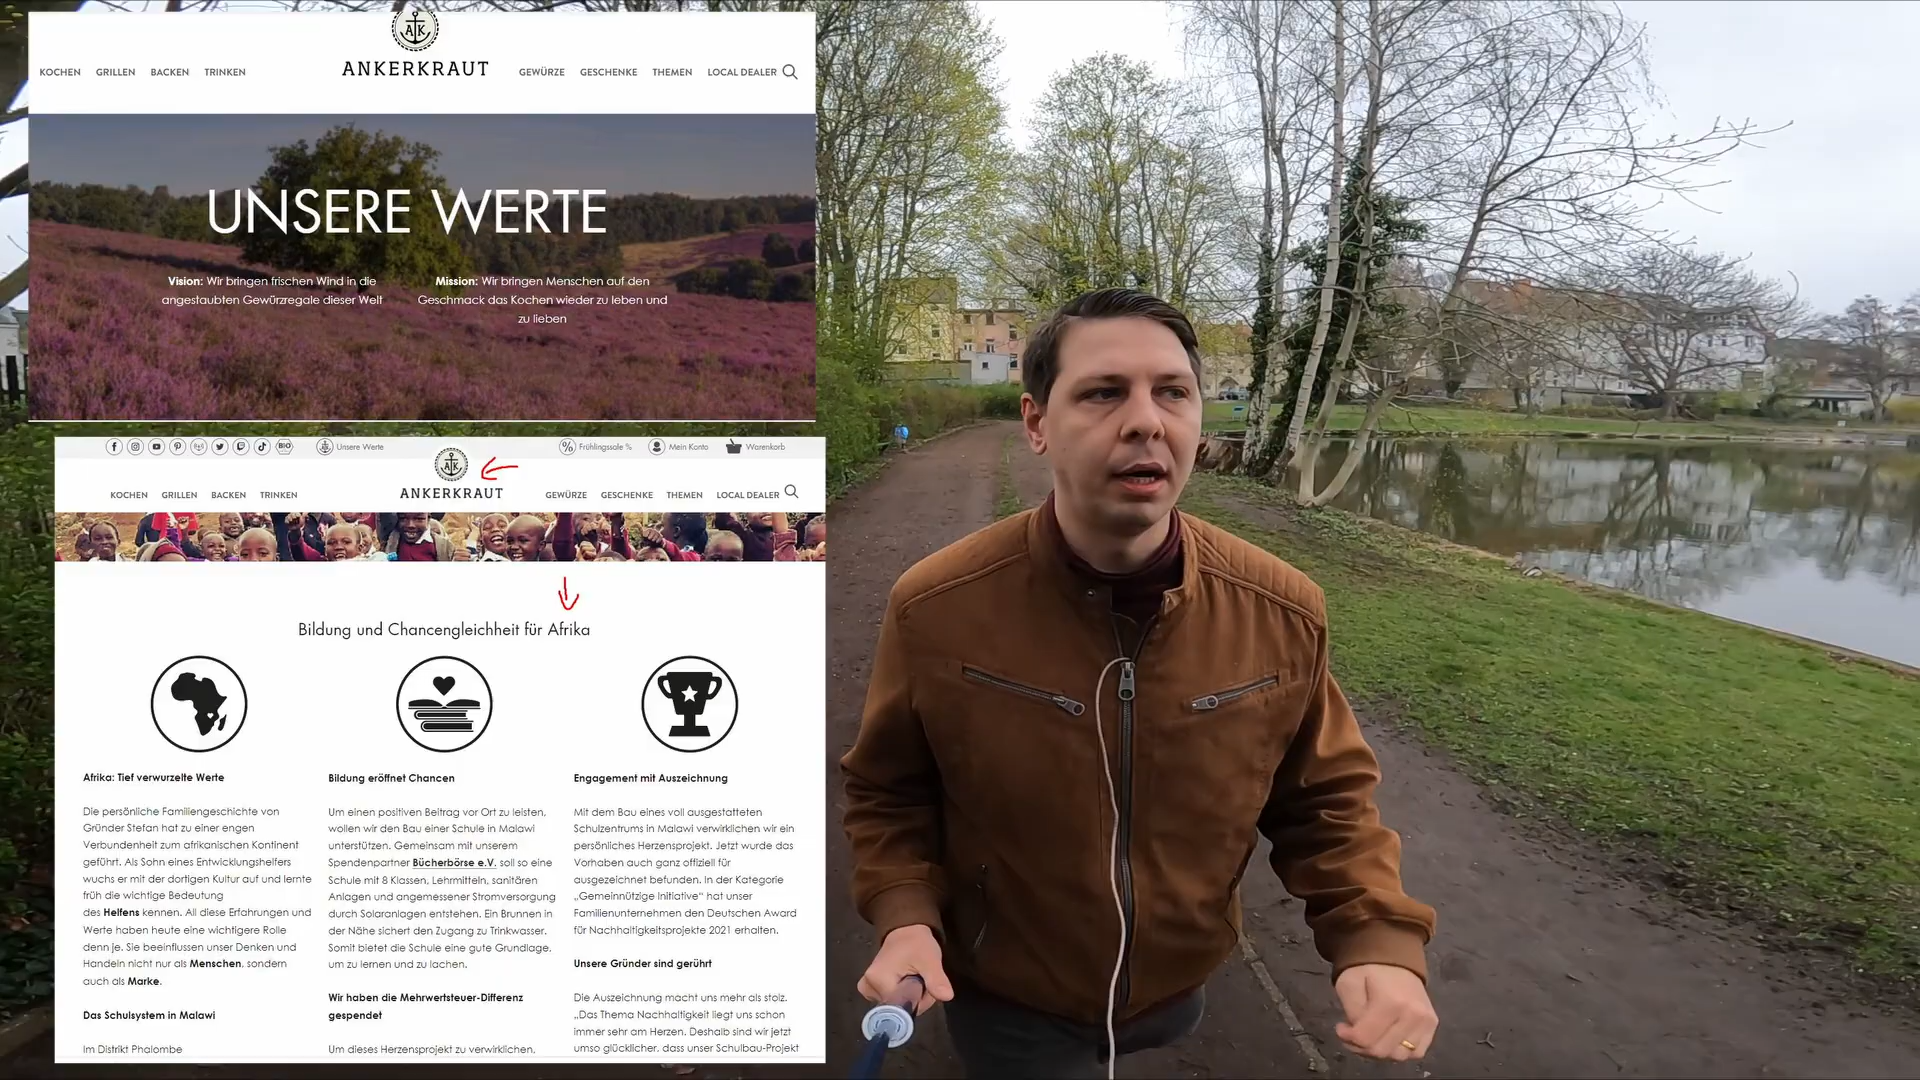 AK
KOCHEN GRILLEN BACKEN TRINKEN ANKERKRAUT GEWÜRZE GESCHENKE THEMEN LOCAL DEALER
UNSERE WERTE
Vision: Wir bringen frischen Wind in die
angestaubten Gewürzregale dieser Welt
Mission: Wir bringen Menschen auf den
Geschmack das Kochen wieder zu leben und
zu lieben
BIO Unsere Werte Frühlingssale % Mein Konto Warenkorb
AK
KOCHEN GRILLEN BACKEN TRINKEN ANKERKRAUT GEWÜRZE GESCHENKE THEMEN LOCAL DEALER
Bildung und Chancengleichheit für Afrika
Afrika: Tief verwurzelte Werte
Die persönliche Familiengeschichte von
Gründer Stefan hat zu einer engen
Verbundenheit zum afrikanischen Kontinent
geführt. Als Sohn eines Entwicklungshelfers
wuchs er mit der dortigen Kultur auf und lernte
früh die wichtige Bedeutung
des Helfens kennen. All diese Erfahrungen und
Werte haben heute eine wichtigere Rolle
denn je. Sie beeinflussen unser Denken und
Handeln nicht nur als Menschen, sondern
auch als Marke.
Das Schulsystem in Malawi
Im Distrikt Phalombe
Bildung eröffnet Chancen
Um einen positiven Beitrag vor Ort zu leisten,
wollen wir den Bau einer Schule in Malawi
unterstützen. Gemeinsam mit unserem
Spendenpartner Bücherbörse e.V. soll so eine
Schule mit 8 Klassen, Lehrmitteln, sanitären
Anlagen und angemessener Stromversorgung
durch Solaranlagen entstehen. Ein Brunnen in
der Nähe sichert den Zugang zu Trinkwasser.
Somit bietet die Schule eine gute Grundlage,
um zu lernen und zu lachen.
Wir haben die Mehrwertsteuer-Differenz
gespendet
Um dieses Herzensprojekt zu verwirklichen,
Engagement mit Auszeichnung
Mit dem Bau eines voll ausgestatteten
Schulzentrums in Malawi verwirklichen wir ein
persönliches Herzensprojekt. Jetzt wurde das
Vorhaben auch ganz offiziell für
ausgezeichnet befunden. In der Kategorie
„Gemeinnützige Initiative“ hat unser
Familienunternehmen den Deutschen Award
für Nachhaltigkeitsprojekte 2021 erhalten.
Unsere Gründer sind gerührt
Die Auszeichnung macht uns mehr als stolz.
„Das Thema Nachhaltigkeit liegt uns schon
immer sehr am Herzen. Deshalb sind wir jetzt
umso glücklicher, dass unser Schulbau-Projekt